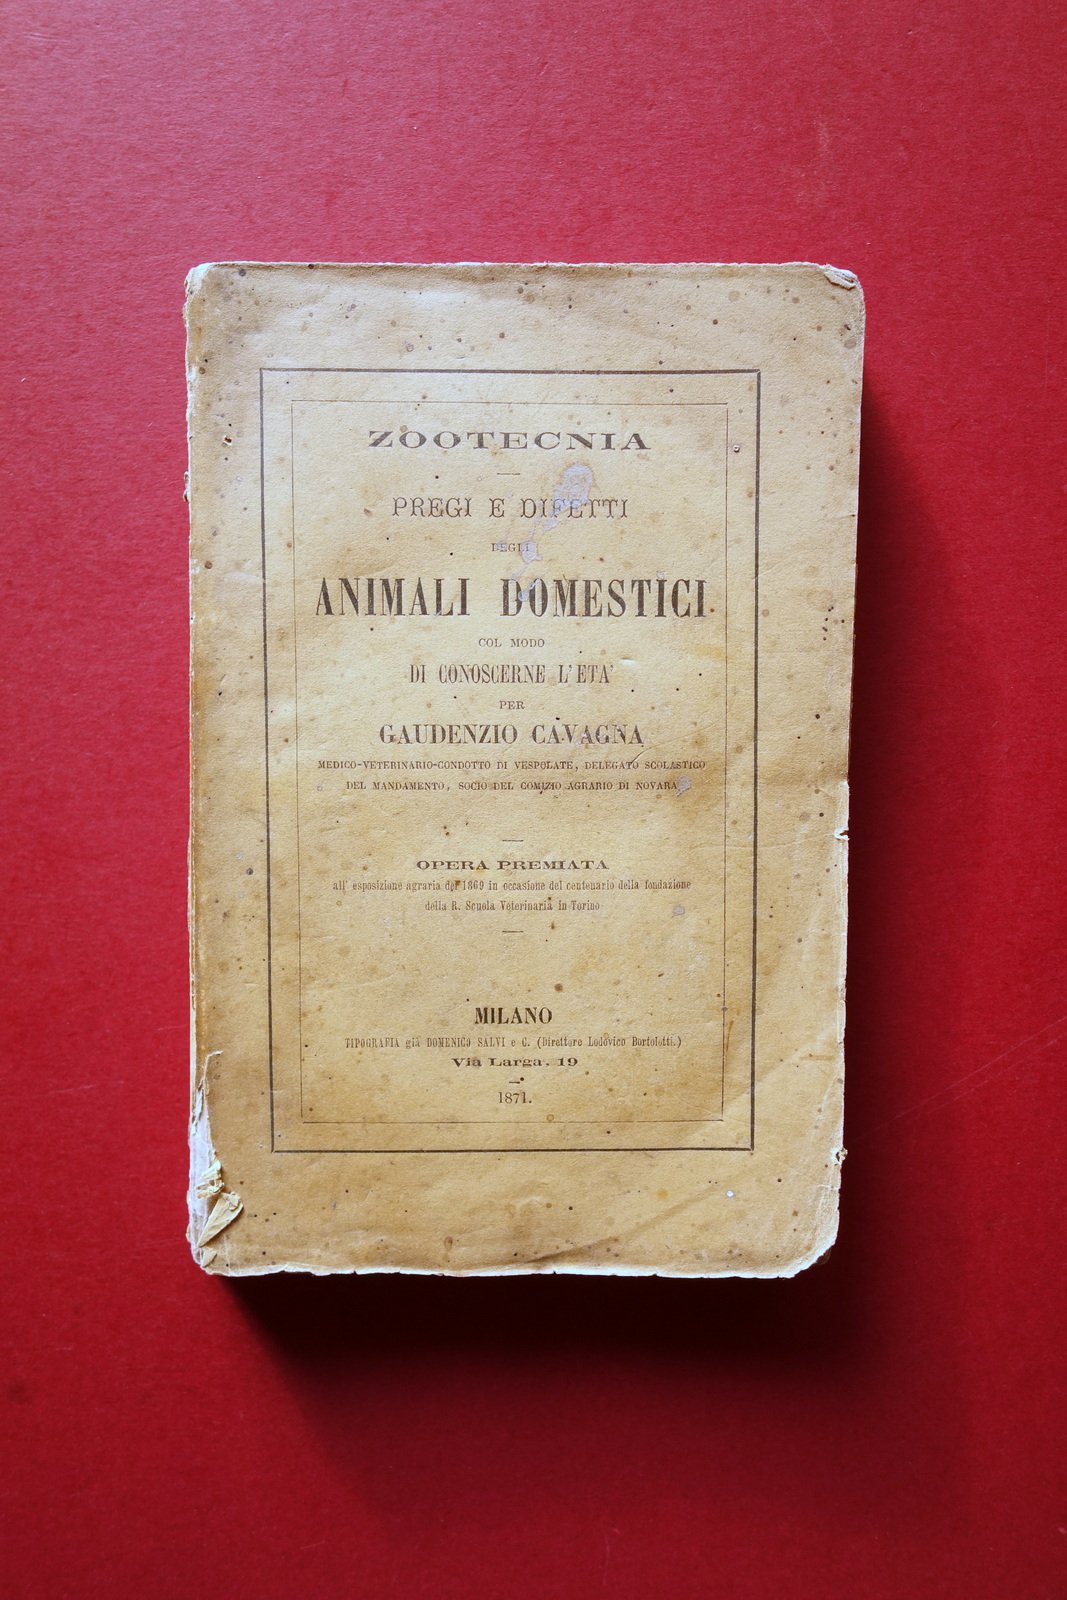 ZOOTECNIA
PREGI E DIFETTI
DEGLI
ANIMALI DOMESTICI
COL MODO
DI CONOSCERNE L'ETA'
PER
GAUDENZIO CAVAGNA
MEDICO-VETERINARIO-CONDOTTO DI VESPOLATE, DELEGATO SCOLASTICO
DEL MANDAMENTO, SOCIO DEL COMIZIO AGRARIO DI NOVARA
OPERA PREMIATA
all' esposizione agraria del 1869 in occasione del centenario della fondazione
della R. Scuola Veterinaria in Torino
MILANO
TIPOGRAFIA già DOMENICO SALVI e C. (Direttore Lodovico Bortolotti.)
Via Larga, 19
1871.